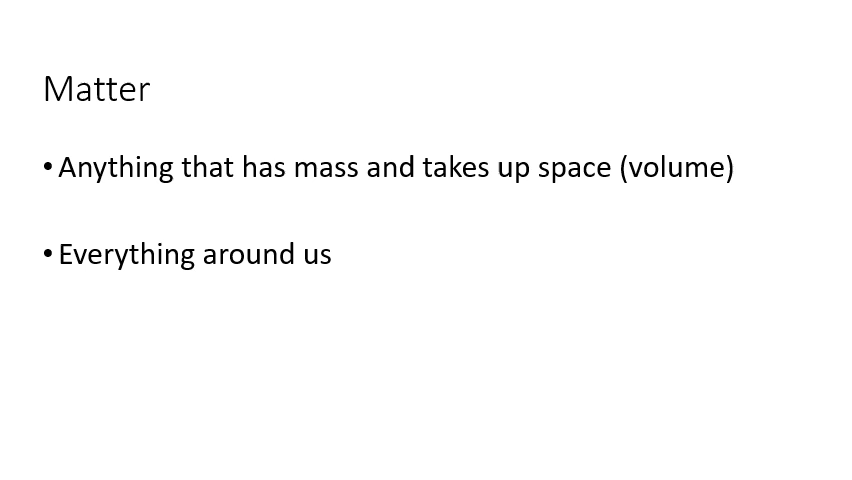 Matter
• Anything that has mass and takes up space (volume)
• Everything around us